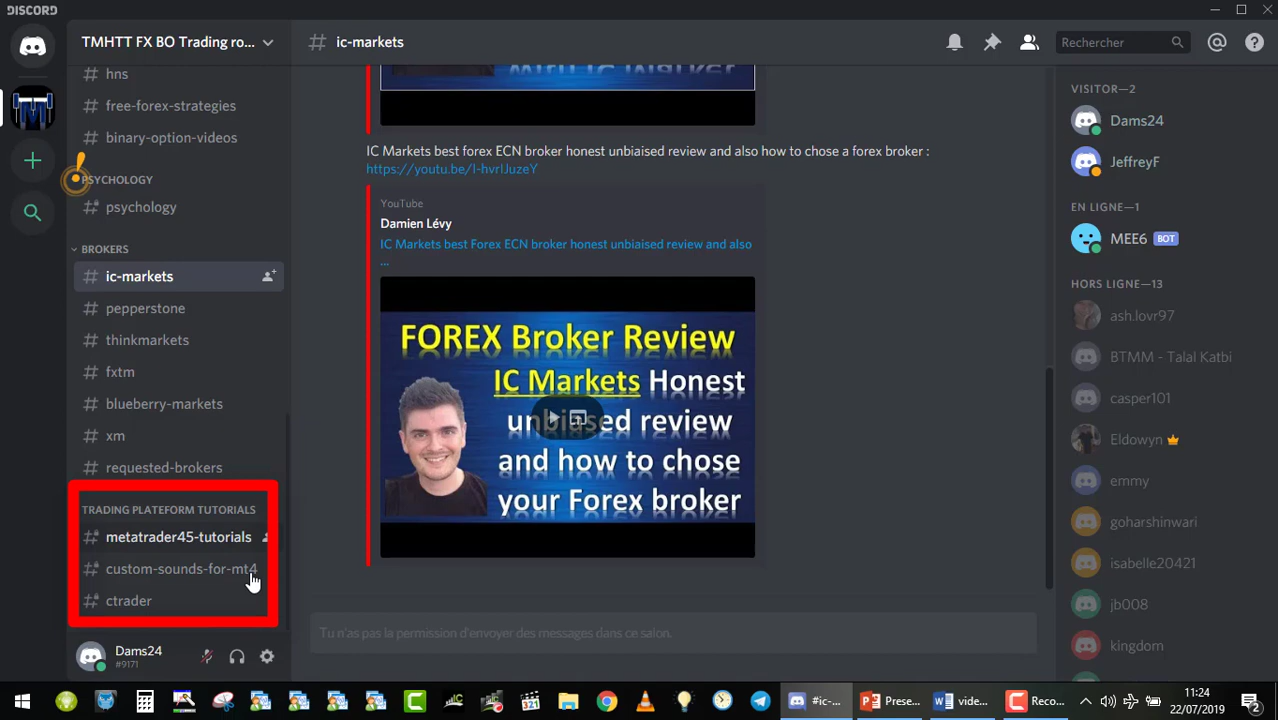 DISCORD
TMHTT FX BO Trading ro...
# ic-markets
Rechercher
# hns
# free-forex-strategies
# binary-option-videos
PSYCHOLOGY
# psychology
BROKERS
# ic-markets
# pepperstone
# thinkmarkets
# fxtm
# blueberry-markets
# xm
# requested-brokers
TRADING PLATEFORM TUTORIALS
# metatrader45-tutorials
# custom-sounds-for-mt4
# ctrader
Dams24
#9171
IC Markets best forex ECN broker honest unbiaised review and also how to chose a forex broker :
https://youtu.be/I-hvrIJuzeY
YouTube
Damien Lévy
IC Markets best Forex ECN broker honest unbiaised review and also
...
FOREX Broker Review
IC Markets Honest
unbiased review
and how to chose
your Forex broker
Tu n'as pas la permission d'envoyer des messages dans ce salon.
VISITOR—2
Dams24
JeffreyF
EN LIGNE—1
MEE6 BOT
HORS LIGNE—13
ash.lovr97
BTMM - Talal Katbi
casper101
Eldowyn
emmy
goharshinwari
isabelle20421
jb008
kingdom
#ic-...
Prese...
vide...
Reco...
11:24
22/07/2019
2